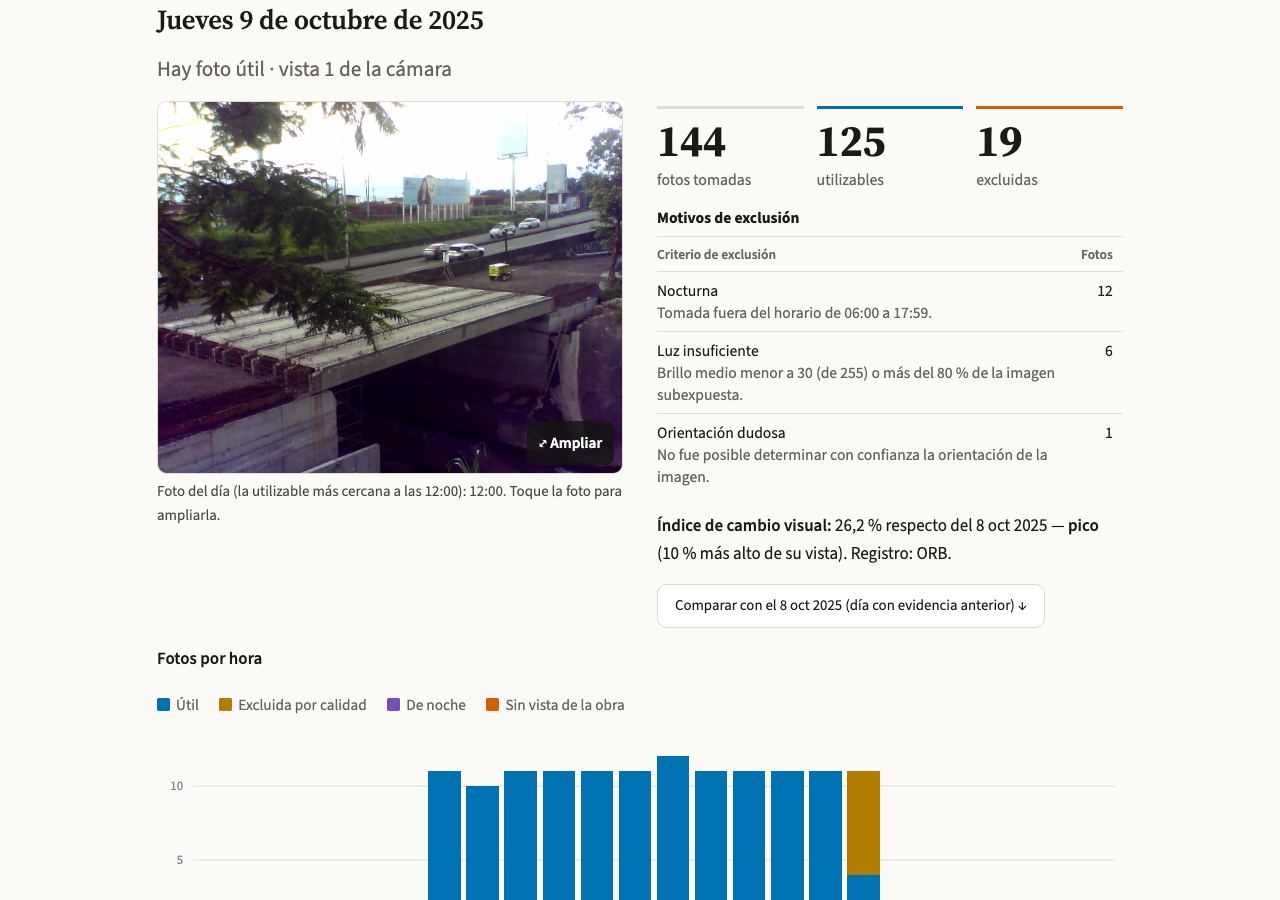 Jueves 9 de octubre de 2025
Hay foto útil · vista 1 de la cámara
⤢ Ampliar
Foto del día (la utilizable más cercana a las 12:00): 12:00. Toque la foto para
ampliarla.
144
fotos tomadas
125
utilizables
19
excluidas
Motivos de exclusión
Criterio de exclusión Fotos
Nocturna 12
Tomada fuera del horario de 06:00 a 17:59.
Luz insuficiente 6
Brillo medio menor a 30 (de 255) o más del 80 % de la imagen
subexpuesta.
Orientación dudosa 1
No fue posible determinar con confianza la orientación de la
imagen.
Índice de cambio visual: 26,2 % respecto del 8 oct 2025 — pico
(10 % más alto de su vista). Registro: ORB.
Comparar con el 8 oct 2025 (día con evidencia anterior) ↓
Fotos por hora
Útil Excluida por calidad De noche Sin vista de la obra
10
5